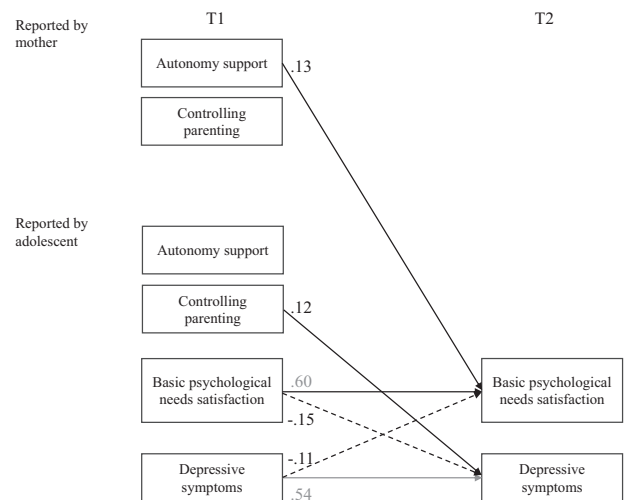 T1
T2
Reported by
mother
Autonomy support
.13
Controlling
parenting
Reported by
adolescent
Autonomy support
Controlling
parenting
.12
Basic psychological
needs satisfaction
.60
-.15
Basic psychological
needs satisfaction
-.11
Depressive
symptoms
.54
Depressive
symptoms